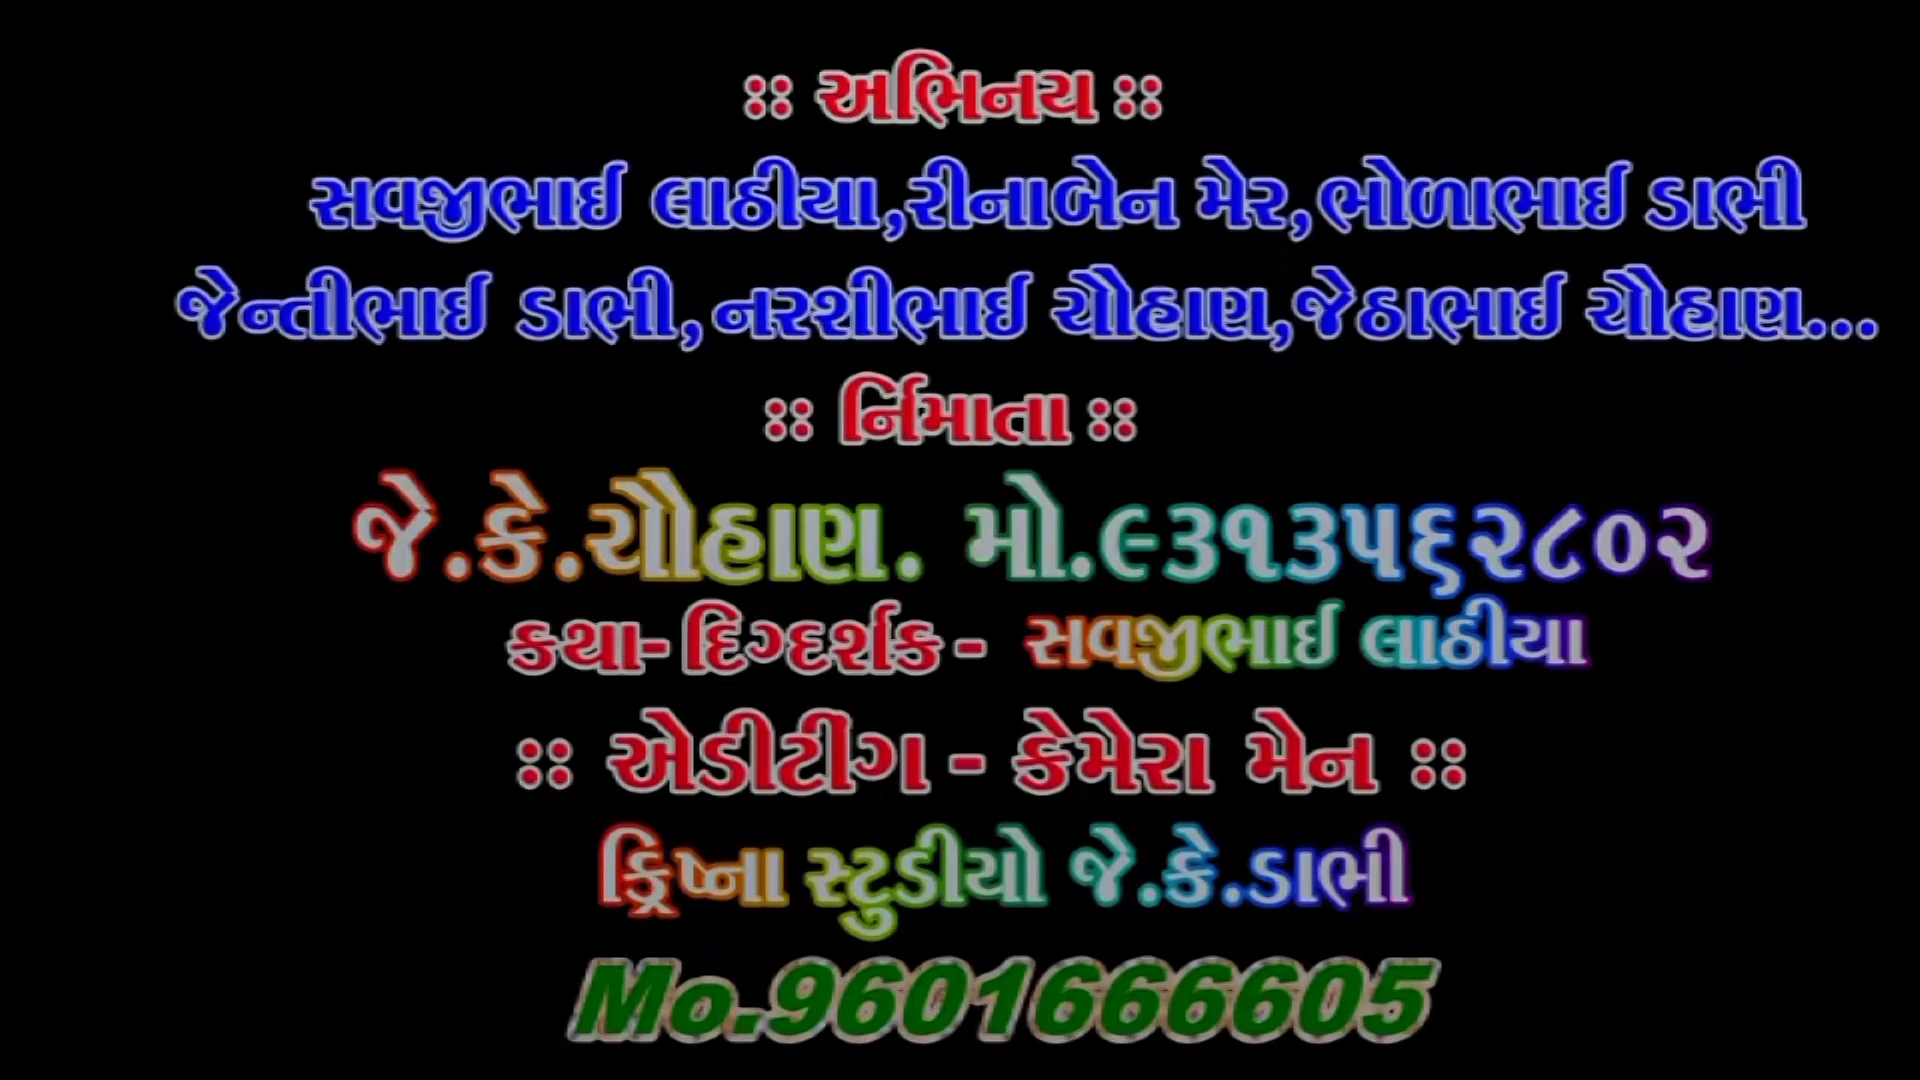 :: અભિનય ::
સવજીભાઈ લાઠીયા,રીનાબેન મેર,ભોળાભાઈ ડાભી
જેન્તીભાઈ ડાભી,નરશીભાઈ ચૌહાણ,જેઠાભાઈ ચૌહાણ...
:: ર્નિમાતા ::
જે.કે.ચૌહાણ. મો.૯૩૧૩૫૬૨૮૦૨
કથા-દિગ્દર્શક- સવજીભાઈ લાઠીયા
:: એડીટીંગ - કેમેરા મેન ::
ક્રિષ્ના સ્ટુડીયો જે.કે.ડાભી
Mo.9601666605